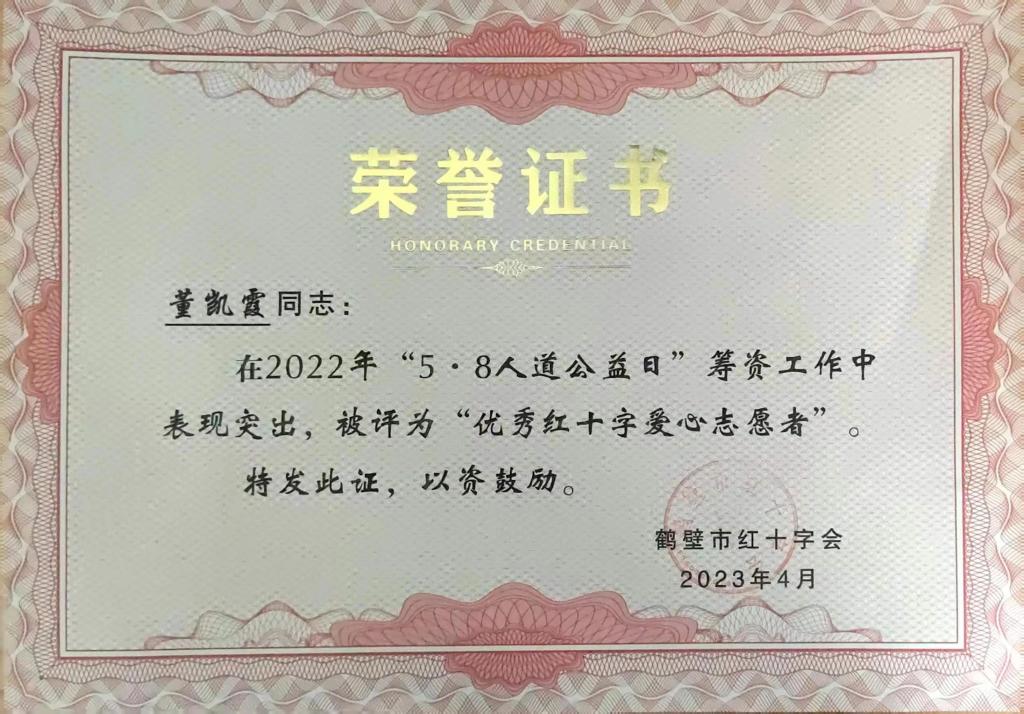 荣誉证书
HONORARY CREDENTIAL
董凯霞同志：
在2022年“5·8人道公益日”筹资工作中
表现突出，被评为“优秀红十字爱心志愿者”。
特发此证，以资鼓励。
鹤壁市红十字会
2023年4月